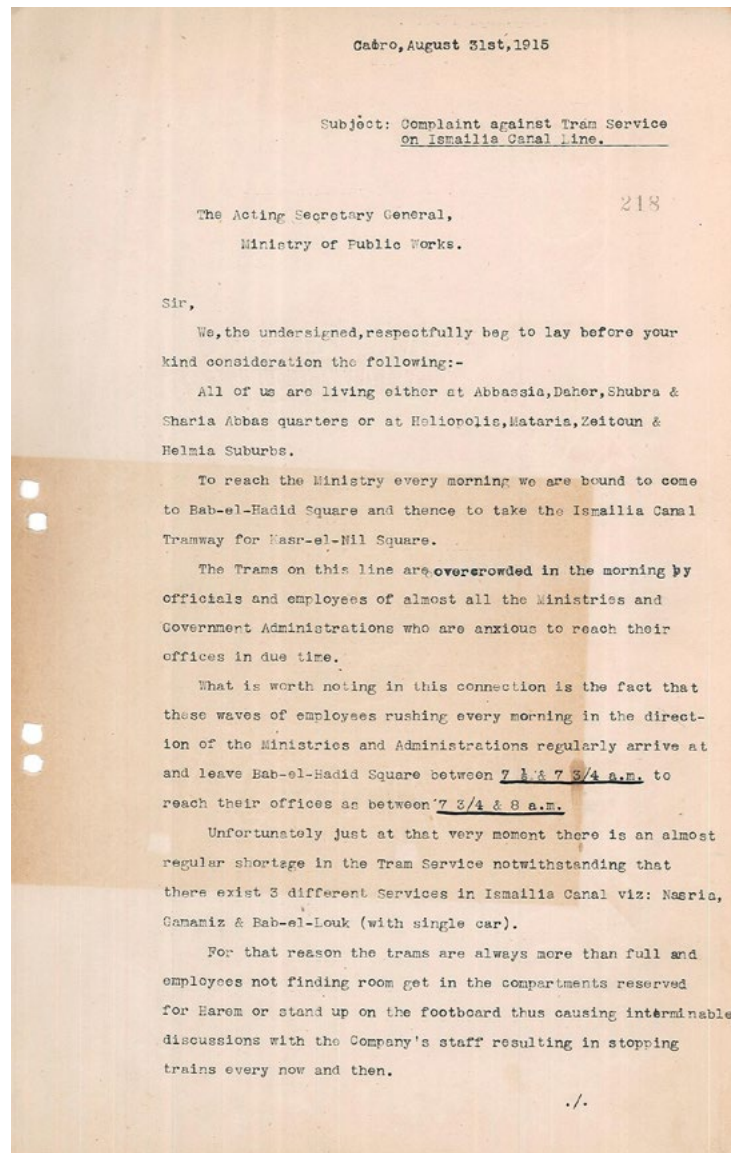 Cairo,August 31st,1915
Subject: Complaint against Tram Service
on Ismailia Canal Line.
218
The Acting Secretary General,
Ministry of Public Works.
Sir,
We,the undersigned,respectfully beg to lay before your
kind consideration the following:-
All of us are living either at Abbassia,Daher,Shubra &
Sharia Abbas quarters or at Heliopolis,Mataria,Zeitoun &
Helmia Suburbs.
To reach the Ministry every morning we are bound to come
to Bab-el-Hadid Square and thence to take the Ismailia Canal
Tramway for Kasr-el-Nil Square.
The Trams on this line are overcrowded in the morning by
officials and employees of almost all the Ministries and
Government Administrations who are anxious to reach their
offices in due time.
What is worth noting in this connection is the fact that
these waves of employees rushing every morning in the direct-
ion of the Ministries and Administrations regularly arrive at
and leave Bab-el-Hadid Square between 7 ½ & 7 3/4 a.m. to
reach their offices as between 7 3/4 & 8 a.m.
Unfortunately just at that very moment there is an almost
regular shortage in the Tram Service notwithstanding that
there exist 3 different Services in Ismailia Canal viz: Nasria,
Gamamiz & Bab-el-Louk (with single car).
For that reason the trams are always more than full and
employees not finding room get in the compartments reserved
for Harem or stand up on the footboard thus causing interminable
discussions with the Company's staff resulting in stopping
trains every now and then.
./.